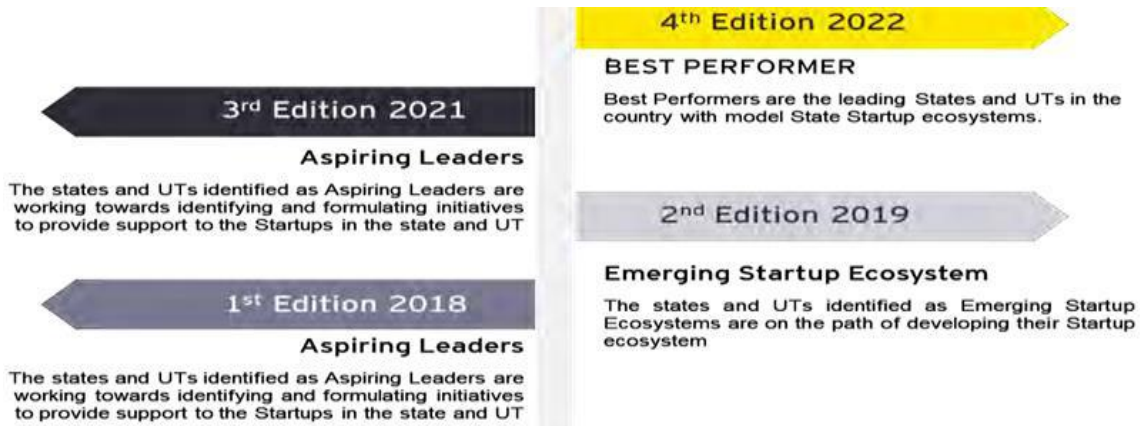 4th Edition 2022
BEST PERFORMER
Best Performers are the leading States and UTs in the
country with model State Startup ecosystems.
3rd Edition 2021
Aspiring Leaders
The states and UTs identified as Aspiring Leaders are
working towards identifying and formulating initiatives
to provide support to the Startups in the state and UT
2nd Edition 2019
Emerging Startup Ecosystem
The states and UTs identified as Emerging Startup
Ecosystems are on the path of developing their Startup
ecosystem
1st Edition 2018
Aspiring Leaders
The states and UTs identified as Aspiring Leaders are
working towards identifying and formulating initiatives
to provide support to the Startups in the state and UT